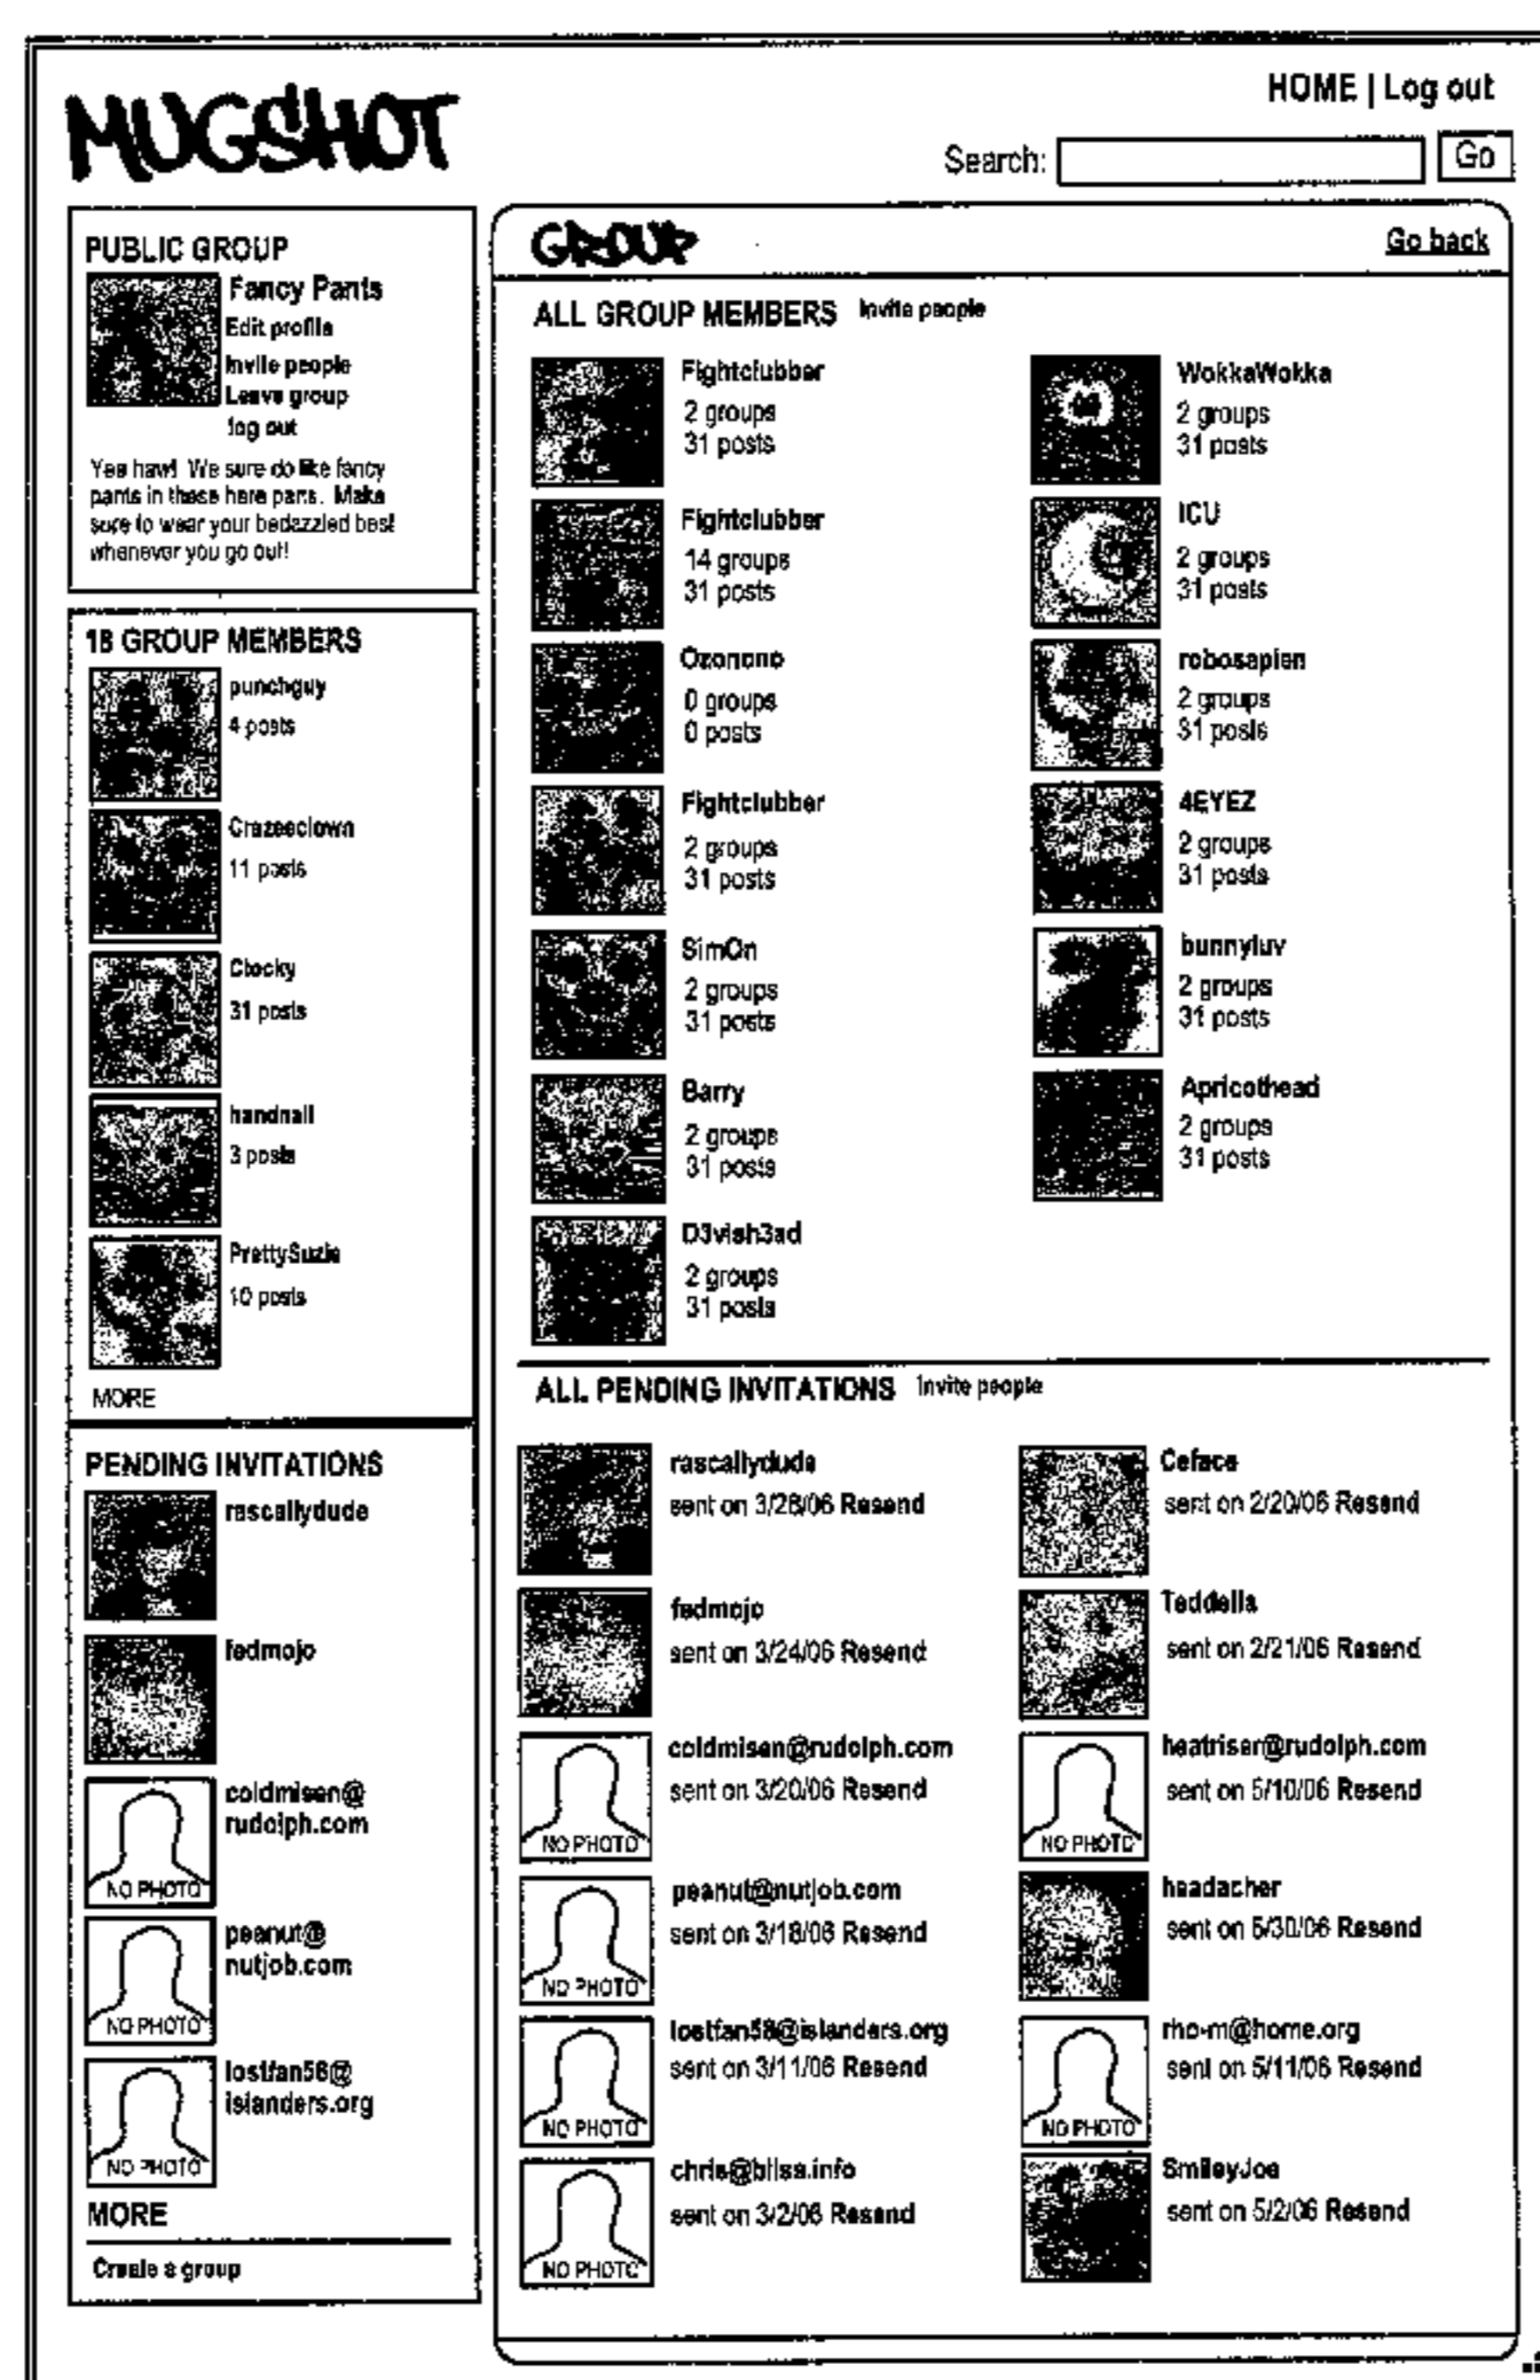 MUGSHOT
HOME | Log out
Search:
Go
PUBLIC GROUP
Fancy Pants
Edit profile
Invite people
Leave group
log out
Yee haw! We sure do like fancy
pants in these here parts. Make
sure to wear your bedazzled best
whenever you go out!
18 GROUP MEMBERS
punchguy
4 posts
Crazeeclown
11 posts
Clocky
31 posts
handnail
3 posts
PrettySuzie
10 posts
MORE
PENDING INVITATIONS
rascallydude
fedmojo
coldmisen@
rudolph.com
NO PHOTO
peanut@
nutjob.com
NO PHOTO
lostfan56@
islanders.org
NO PHOTO
MORE
Create a group
GROUP
Go back
ALL GROUP MEMBERS Invite people
Fightclubber
2 groups
31 posts
Fightclubber
14 groups
31 posts
Ozonono
0 groups
0 posts
Fightclubber
2 groups
31 posts
SimOn
2 groups
31 posts
Barry
2 groups
31 posts
D3vish3ad
2 groups
31 posts
WokkaWokka
2 groups
31 posts
ICU
2 groups
31 posts
robosapien
2 groups
31 posts
4EYEZ
2 groups
31 posts
bunnyluv
2 groups
31 posts
Apricothead
2 groups
31 posts
ALL PENDING INVITATIONS Invite people
rascallydude
sent on 3/28/06 Resend
fedmojo
sent on 3/24/06 Resend
coldmisen@rudolph.com
sent on 3/20/06 Resend
NO PHOTO
peanut@nutjob.com
sent on 3/18/06 Resend
NO PHOTO
lostfan58@islanders.org
sent on 3/11/06 Resend
NO PHOTO
chris@bliss.info
sent on 3/2/06 Resend
NO PHOTO
Ceface
sent on 2/20/06 Resend
Teddella
sent on 2/21/06 Resend
heatriser@rudolph.com
sent on 5/10/06 Resend
NO PHOTO
headacher
sent on 5/30/06 Resend
rho-m@home.org
sent on 5/11/06 Resend
NO PHOTO
SmileyJoe
sent on 5/2/06 Resend